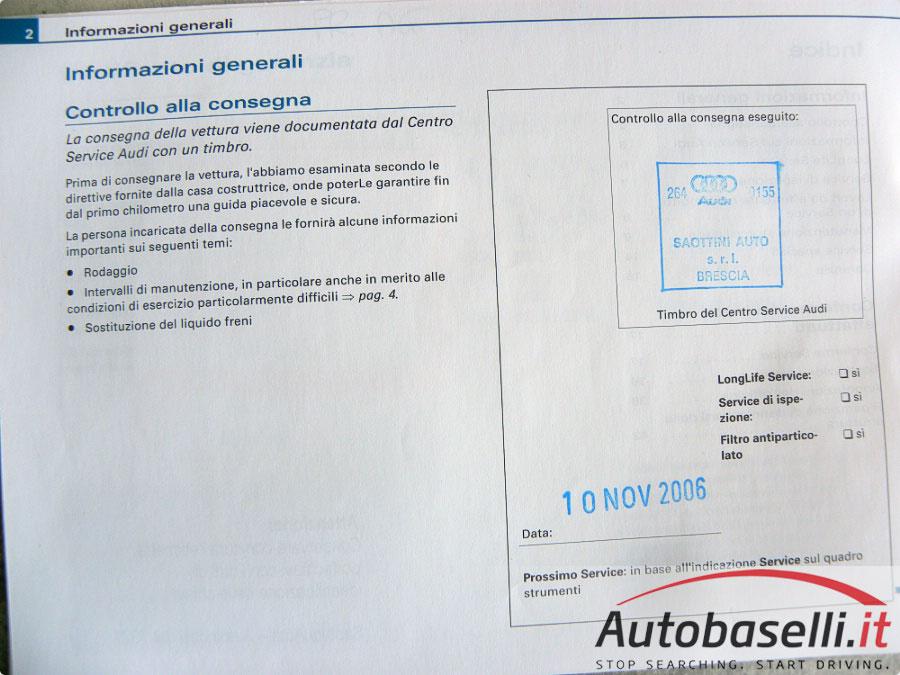 2 Informazioni generali
Informazioni generali
Controllo alla consegna
La consegna della vettura viene documentata dal Centro
Service Audi con un timbro.
Prima di consegnare la vettura, l'abbiamo esaminata secondo le
direttive fornite dalla casa costruttrice, onde poterLe garantire fin
dal primo chilometro una guida piacevole e sicura.
La persona incaricata della consegna le fornirà alcune informazioni
importanti sui seguenti temi:
• Rodaggio
• Intervalli di manutenzione, in particolare anche in merito alle
condizioni di esercizio particolarmente difficili ⇒ pag. 4.
• Sostituzione del liquido freni
Controllo alla consegna eseguito:
264 Audi 0155
SAOTTINI AUTO
s.r.l.
BRESCIA
Timbro del Centro Service Audi
LongLife Service: ❏ sì
Service di ispe- ❏ sì
zione:
Filtro antipartico- ❏ sì
lato
10 NOV 2006
Data:
Prossimo Service: in base all'indicazione Service sul quadro
strumenti
Autobaselli.it
STOP SEARCHING. START DRIVING.